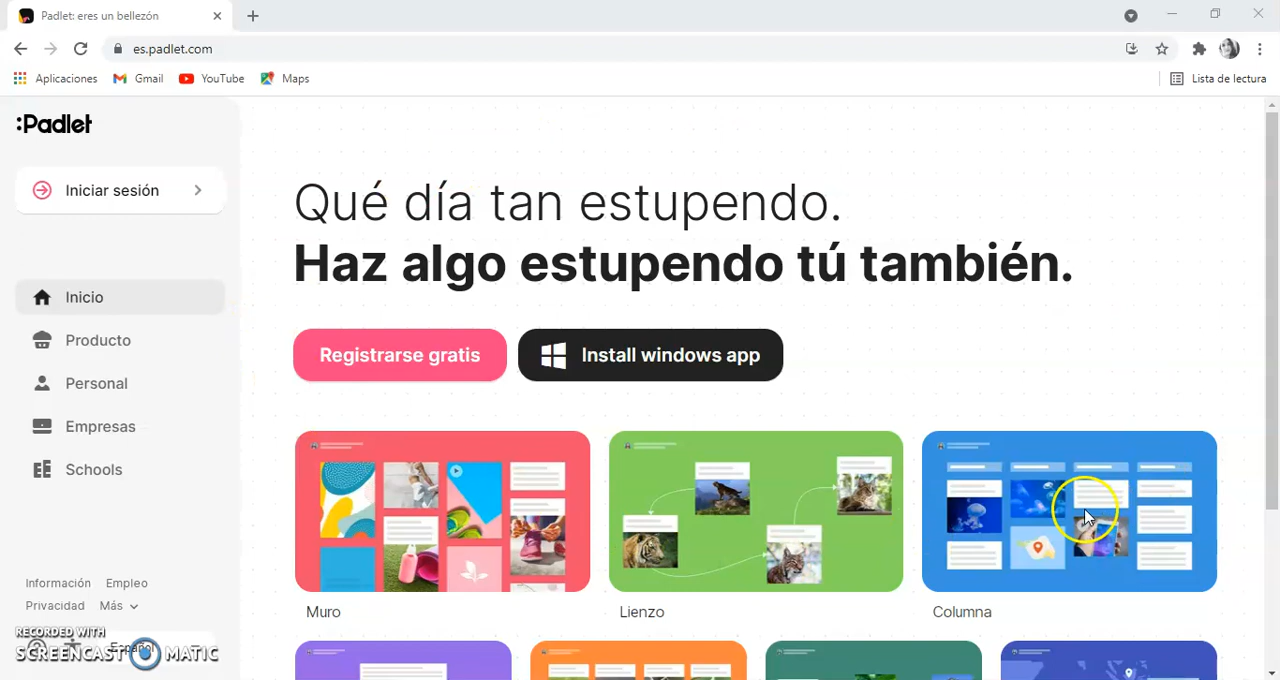 Padlet: eres un bellezón
es.padlet.com
Aplicaciones
Gmail
YouTube
Maps
Lista de lectura
:Padlet
Iniciar sesión
Inicio
Producto
Personal
Empresas
Schools
Información Empleo
Privacidad Más
Español
RECORDED WITH
SCREENCAST MATIC
Qué día tan estupendo.
Haz algo estupendo tú también.
Registrarse gratis
Install windows app
Muro
Lienzo
Columna